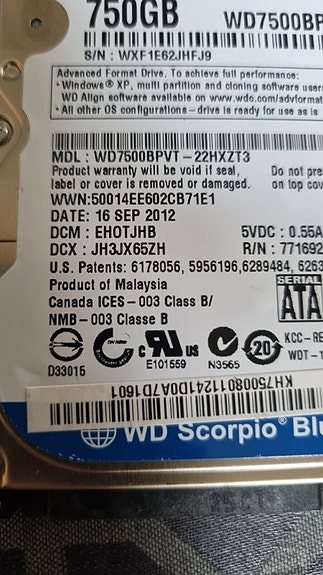 750GB WD7500BP
S/N : WXF1E62JHFJ9
Advanced Format Drive. To achieve full performance:
• Windows® XP, multi partition and cloning software users
WD Align software available on www.wdc.com/advformat
• All other OS configurations - drive is ready for use as is
MDL : WD7500BPVT - 22HXZT3
Product warranty will be void if seal, Do not pre
label or cover is removed or damaged. on top cov
WWN:50014EE602CB71E1
DATE: 16 SEP 2012
DCM : EHOTJHB 5VDC : 0.55A
DCX : JH3JX65ZH R/N : 771692
U.S. Patents: 6178056, 5956196,6289484, 6263
Product of Malaysia
Canada ICES - 003 Class B/
NMB - 003 Classe B
SERIAL
ATA
c US
D33015 E101559 N3565 20 KCC-RE
WDT-T
KH7500801124100A7D1601
WD Scorpio® Blu